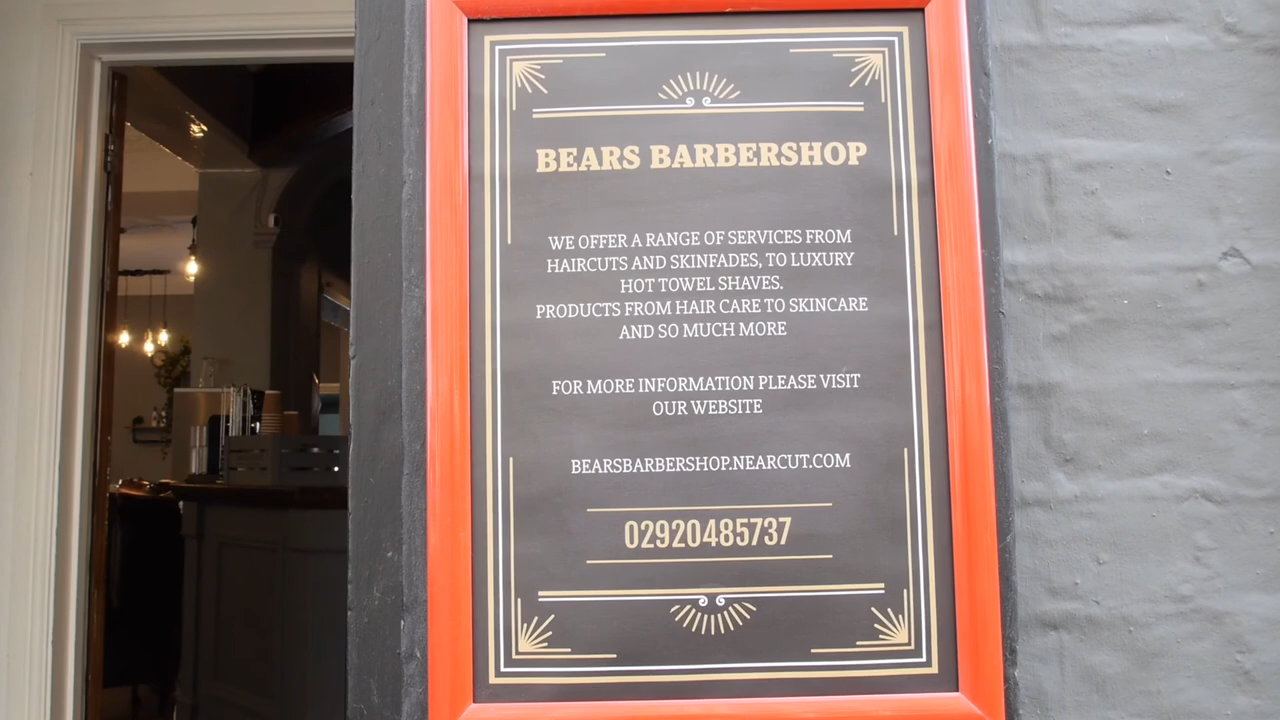 BEARS BARBERSHOP
WE OFFER A RANGE OF SERVICES FROM
HAIRCUTS AND SKINFADES, TO LUXURY
HOT TOWEL SHAVES.
PRODUCTS FROM HAIR CARE TO SKINCARE
AND SO MUCH MORE
FOR MORE INFORMATION PLEASE VISIT
OUR WEBSITE
BEARSBARBERSHOP.NEARCUT.COM
02920485737